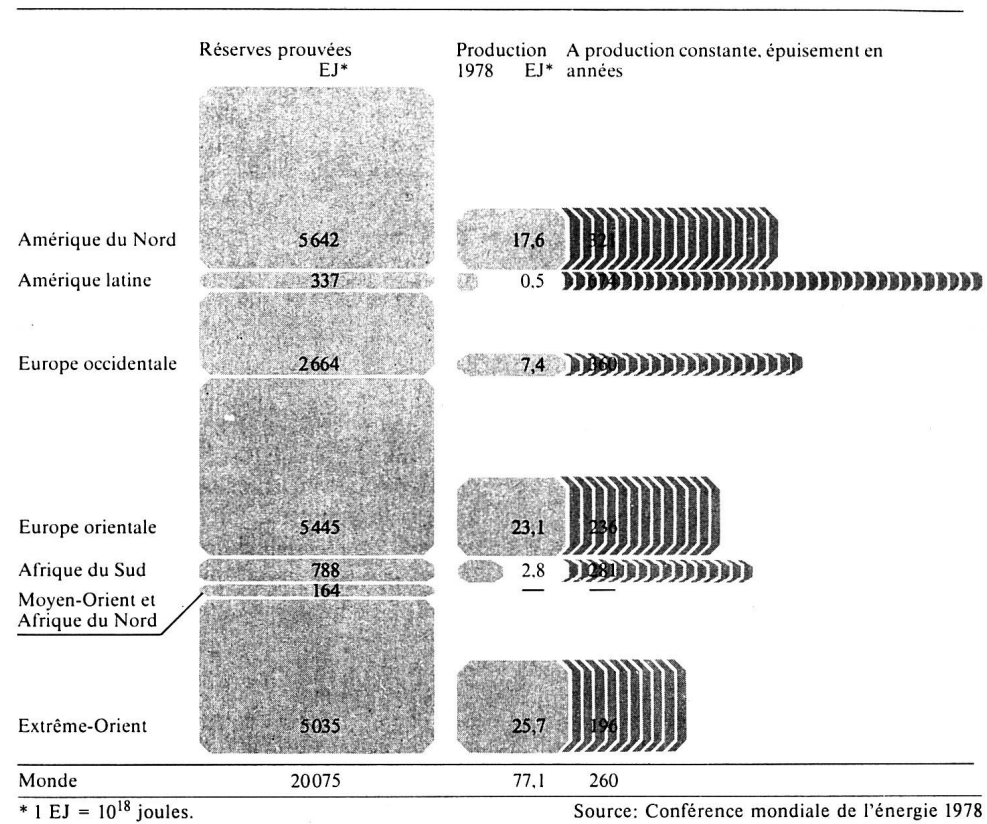 Réserves prouvées Production A production constante, épuisement en
EJ* 1978 EJ* années
Amérique du Nord 5642 17,6 321
Amérique latine 337 0.5 674
Europe occidentale 2664 7,4 360
Europe orientale 5445 23,1 236
Afrique du Sud 788 2.8 281
Moyen-Orient et 164 — —
Afrique du Nord
Extrême-Orient 5035 25,7 196
Monde 20075 77,1 260
* 1 EJ = 10¹⁸ joules. Source: Conférence mondiale de l'énergie 1978